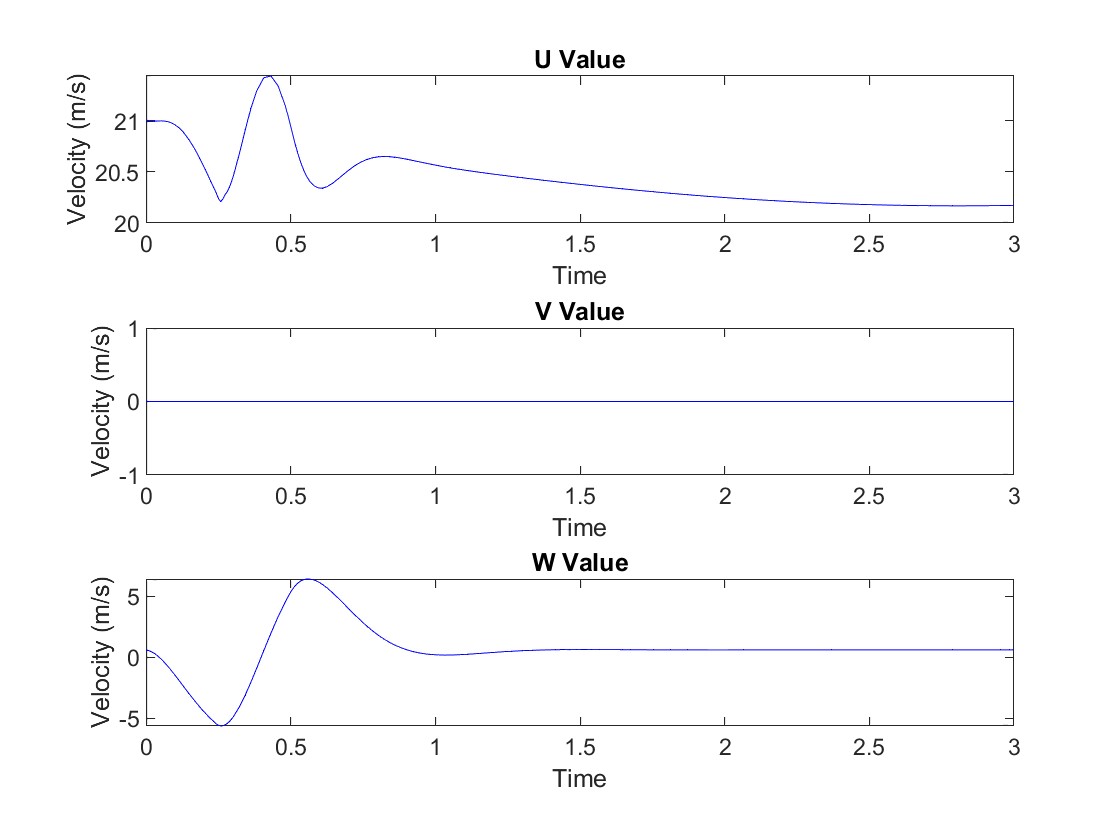 U Value
Velocity (m/s)
21
20.5
20
0 0.5 1 1.5 2 2.5 3
Time
V Value
Velocity (m/s)
1
0
-1
0 0.5 1 1.5 2 2.5 3
Time
W Value
Velocity (m/s)
5
0
-5
0 0.5 1 1.5 2 2.5 3
Time